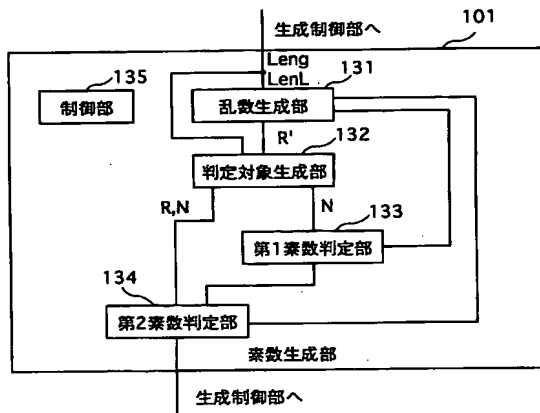 生成制御部へ
101
Leng
LenL
131
135
制御部
乱数生成部
R'
132
判定対象生成部
R,N
N
133
第1素数判定部
134
第2素数判定部
素数生成部
生成制御部へ